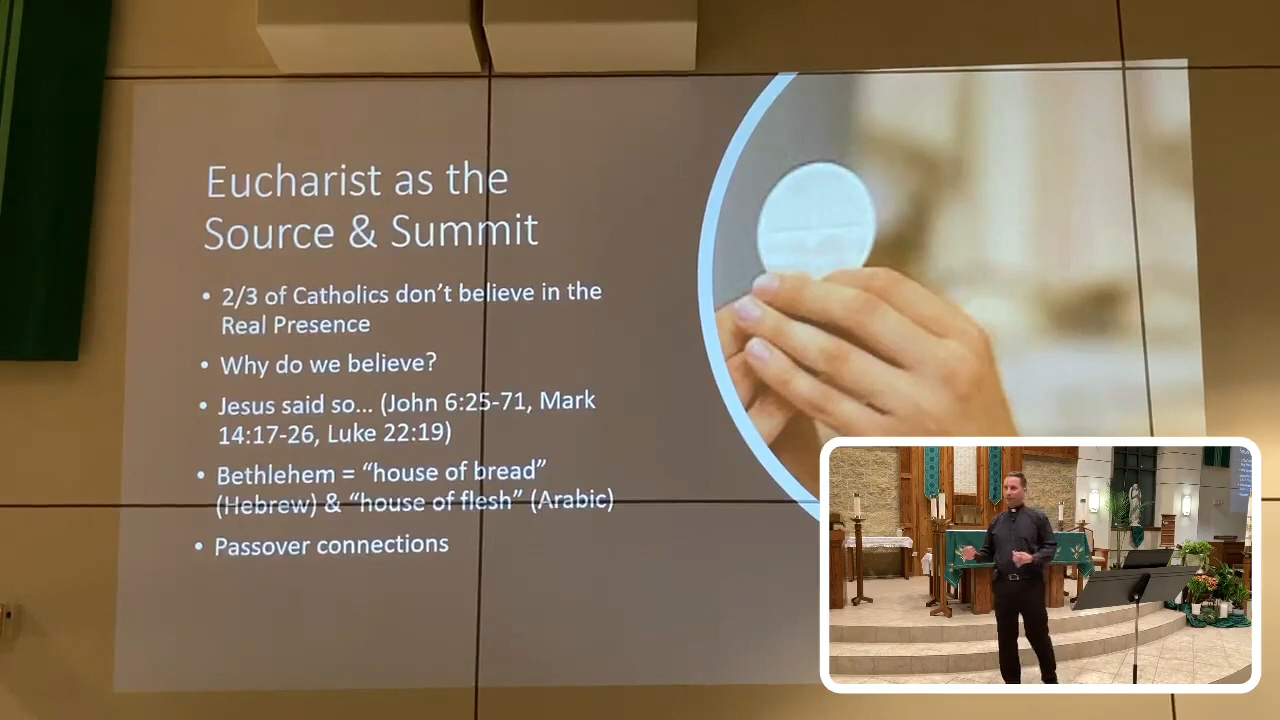 Eucharist as the
Source & Summit
• 2/3 of Catholics don't believe in the
Real Presence
• Why do we believe?
• Jesus said so... (John 6:25-71, Mark
14:17-26, Luke 22:19)
• Bethlehem = "house of bread"
(Hebrew) & "house of flesh" (Arabic)
• Passover connections